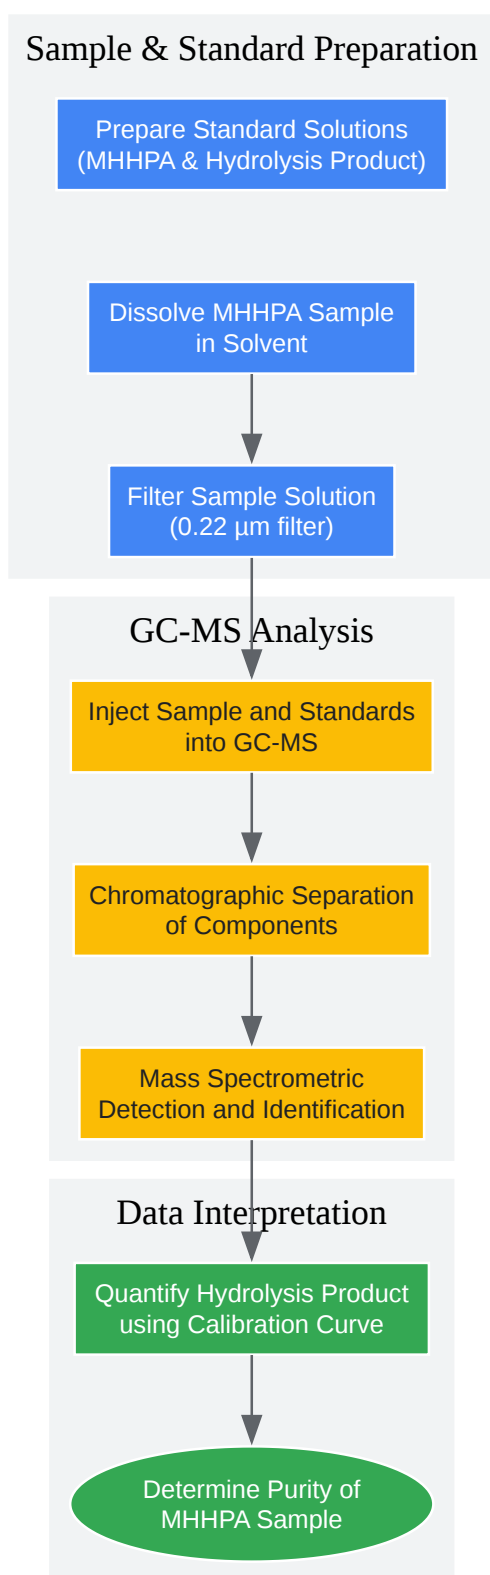 Sample & Standard Preparation
Prepare Standard Solutions
(MHHPA & Hydrolysis Product)
Dissolve MHHPA Sample
in Solvent
Filter Sample Solution
(0.22 µm filter)
GC-MS Analysis
Inject Sample and Standards
into GC-MS
Chromatographic Separation
of Components
Mass Spectrometric
Detection and Identification
Data Interpretation
Quantify Hydrolysis Product
using Calibration Curve
Determine Purity of
MHHPA Sample